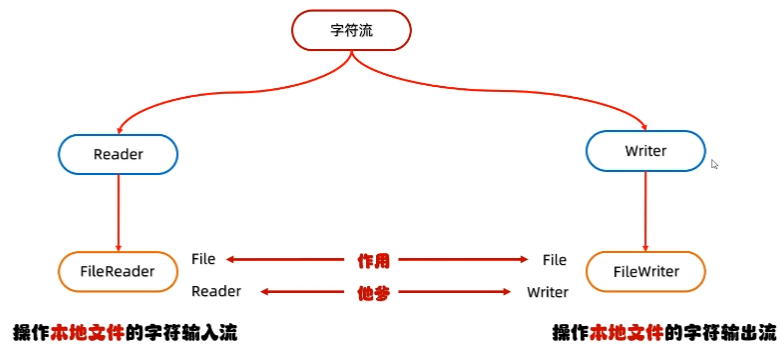 字符流
Reader
Writer
FileReader
File
作用
File
FileWriter
Reader
他爹
Writer
操作本地文件的字符输入流
操作本地文件的字符输出流